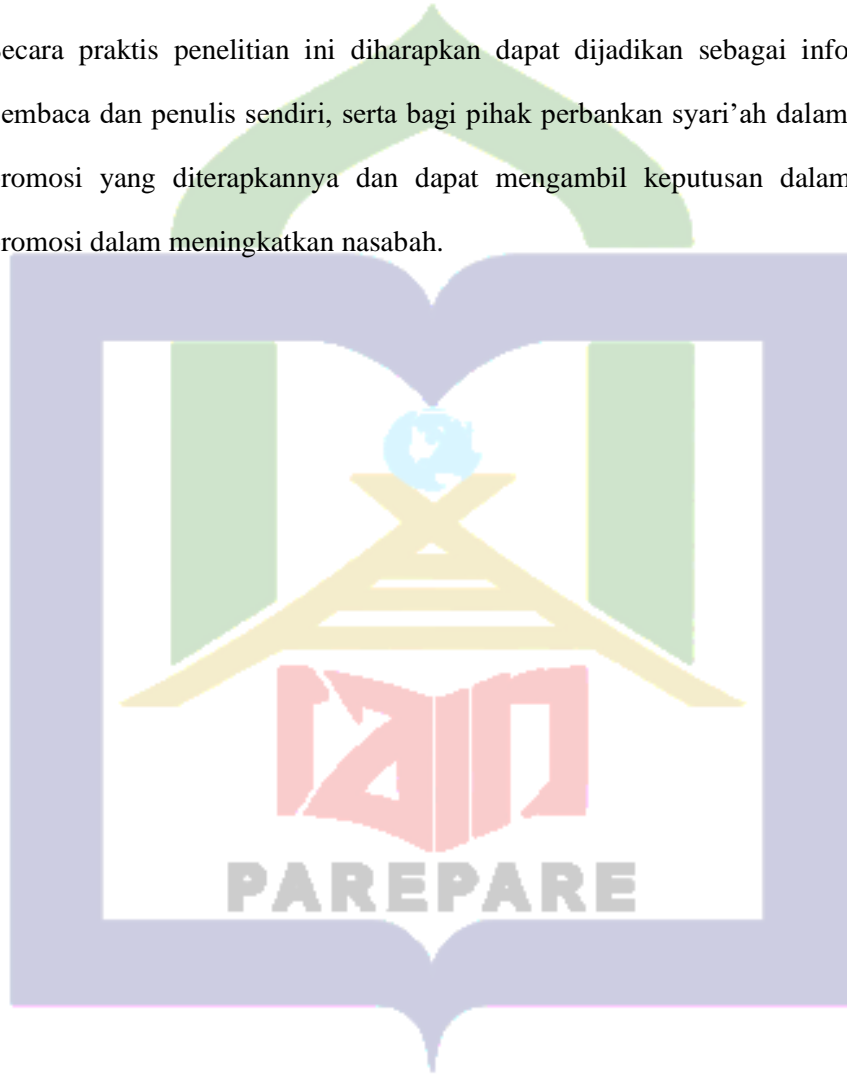 ecara praktis penelitian ini diharapkan dapat dijadikan sebagai info
embaca dan penulis sendiri, serta bagi pihak perbankan syari’ah dalam
romosi yang diterapkannya dan dapat mengambil keputusan dalam
romosi dalam meningkatkan nasabah.
iain
PAREPARE